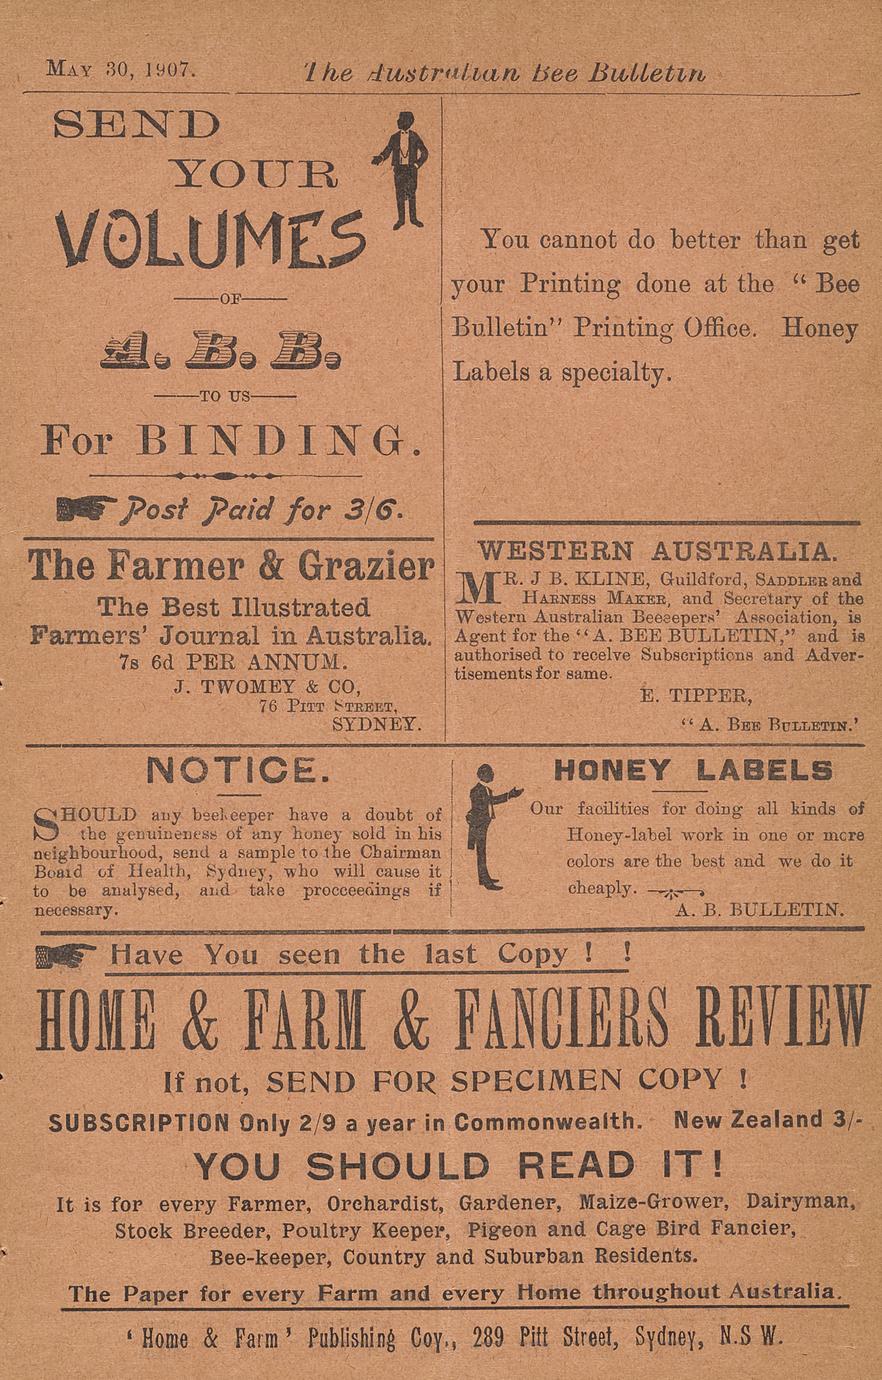 MAY 30, 1907. The Australian Bee Bulletin
SEND
YOUR
VOLUMES
OF
A. B. B.
TO US
For BINDING.
Post Paid for 3/6.
The Farmer & Grazier
The Best Illustrated
Farmers' Journal in Australia.
7s 6d PER ANNUM.
J. TWOMEY & CO,
76 PITT STREET,
SYDNEY.
You cannot do better than get
your Printing done at the “ Bee
Bulletin” Printing Office. Honey
Labels a specialty.
WESTERN AUSTRALIA.
MR. J B. KLINE, Guildford, SADDLER and
HARNESS MAKER, and Secretary of the
Western Australian Beeeepers' Association, is
Agent for the “A. BEE BULLETIN,” and is
authorised to receive Subscriptions and Adver-
tisements for same.
E. TIPPER,
“ A. BEE BULLETIN.'
NOTICE.
SHOULD any beekeeper have a doubt of
the genuineness of any honey sold in his
neighbourhood, send a sample to the Chairman
Board of Health, Sydney, who will cause it
to be analysed, and take procceedings if
necessary.
HONEY LABELS
Our facilities for doing all kinds of
Honey-label work in one or more
colors are the best and we do it
cheaply.
A. B. BULLETIN.
Have You seen the last Copy ! !
HOME & FARM & FANCIERS REVIEW
If not, SEND FOR SPECIMEN COPY !
SUBSCRIPTION Only 2/9 a year in Commonwealth. New Zealand 3/-
YOU SHOULD READ IT!
It is for every Farmer, Orchardist, Gardener, Maize-Grower, Dairyman,
Stock Breeder, Poultry Keeper, Pigeon and Cage Bird Fancier,
Bee-keeper, Country and Suburban Residents.
The Paper for every Farm and every Home throughout Australia.
‘ Home & Farm ’ Publishing Coy., 289 Pitt Street, Sydney, N.S W.